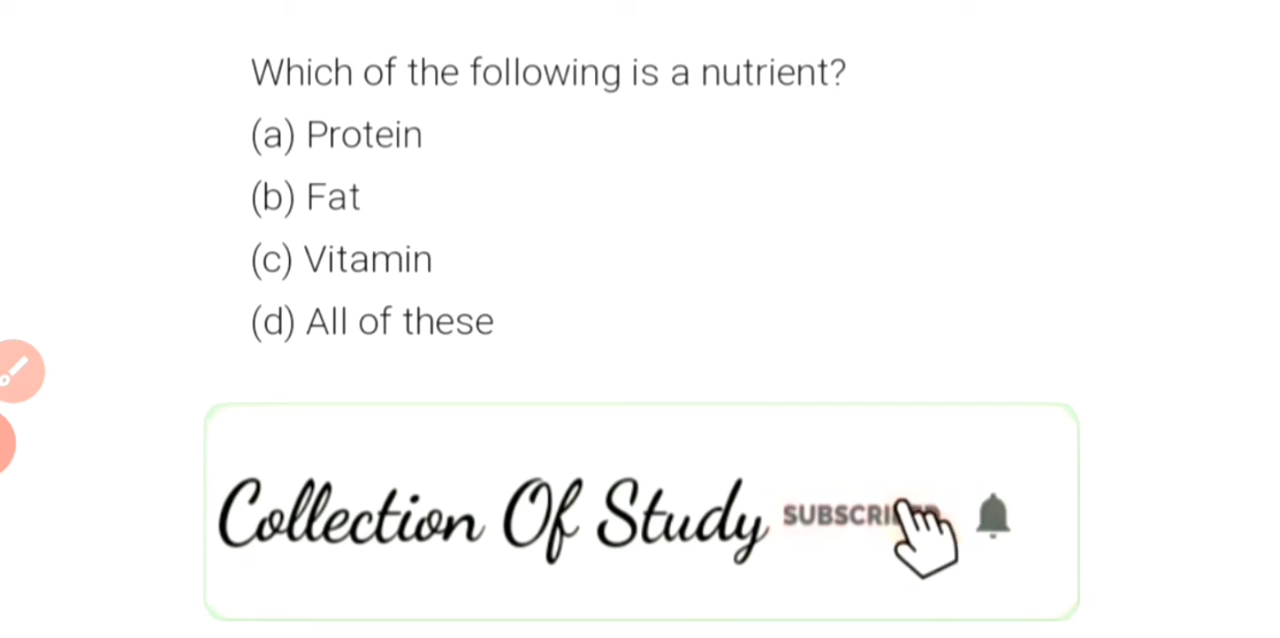 Which of the following is a nutrient?
(a) Protein
(b) Fat
(c) Vitamin
(d) All of these
Collection Of Study